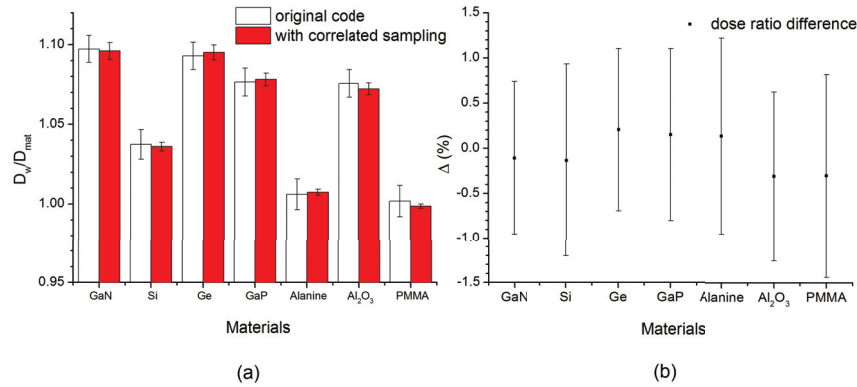 original code
with correlated sampling
1.10
1.05
1.00
0.95
D_w/D_mat
GaN Si Ge GaP Alanine Al₂O₃ PMMA
Materials
(a)
dose ratio difference
1.5
1.0
0.5
0.0
-0.5
-1.0
-1.5
Δ (%)
GaN Si Ge GaP Alanine Al₂O₃ PMMA
Materials
(b)